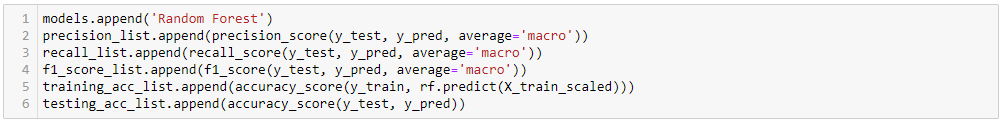 1 models.append('Random Forest')
2 precision_list.append(precision_score(y_test, y_pred, average='macro'))
3 recall_list.append(recall_score(y_test, y_pred, average='macro'))
4 f1_score_list.append(f1_score(y_test, y_pred, average='macro'))
5 training_acc_list.append(accuracy_score(y_train, rf.predict(X_train_scaled)))
6 testing_acc_list.append(accuracy_score(y_test, y_pred))